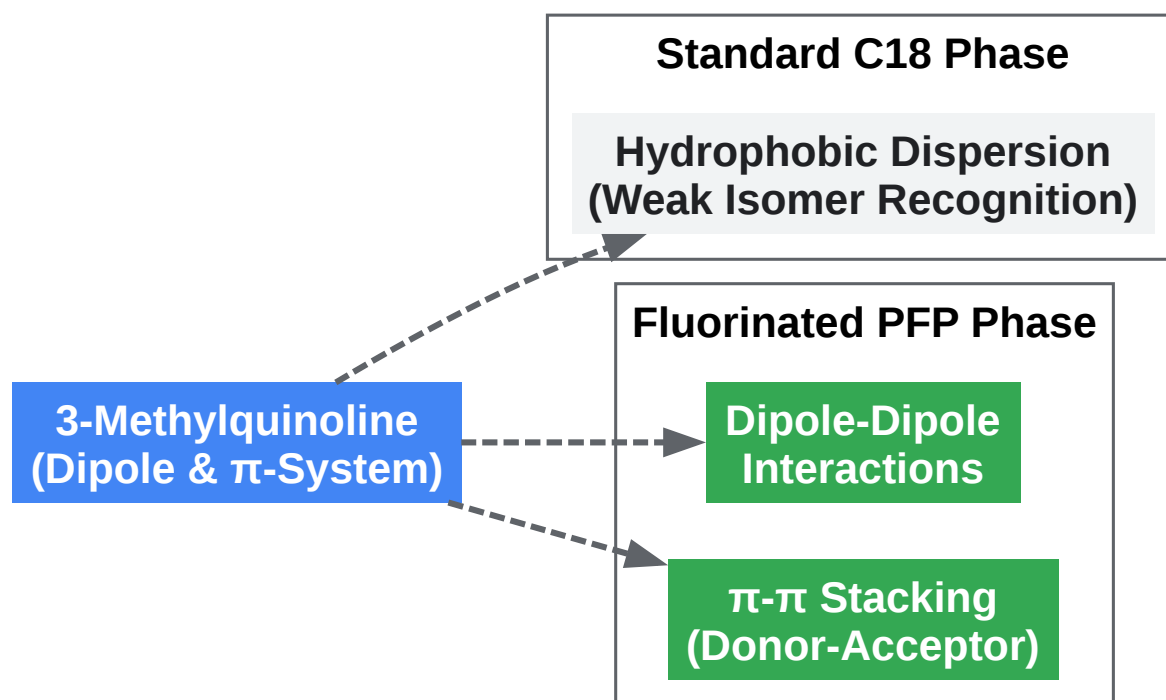 Standard C18 Phase
Hydrophobic Dispersion
(Weak Isomer Recognition)
Fluorinated PFP Phase
3-Methylquinoline
(Dipole & π-System)
Dipole-Dipole
Interactions
π-π Stacking
(Donor-Acceptor)